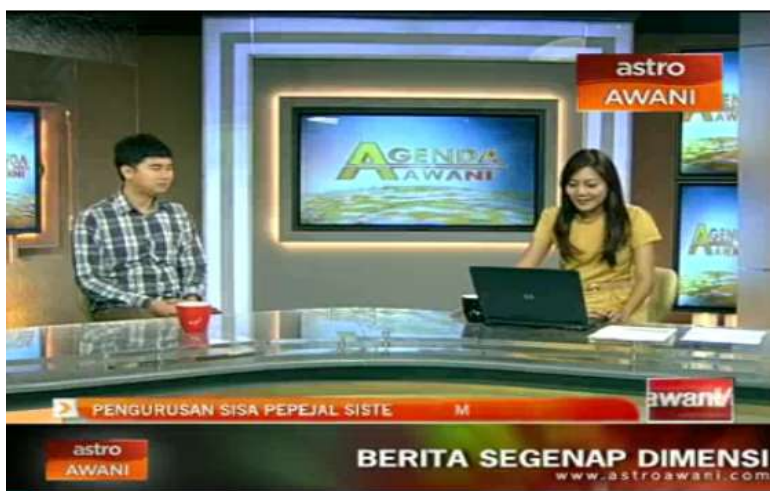 astro
AWANI
AGENDA
AWANI
PENGURUSAN SISA PEPEJAL SISTE M
awani
astro
AWANI
BERITA SEGENAP DIMENSI
www.astroawani.com